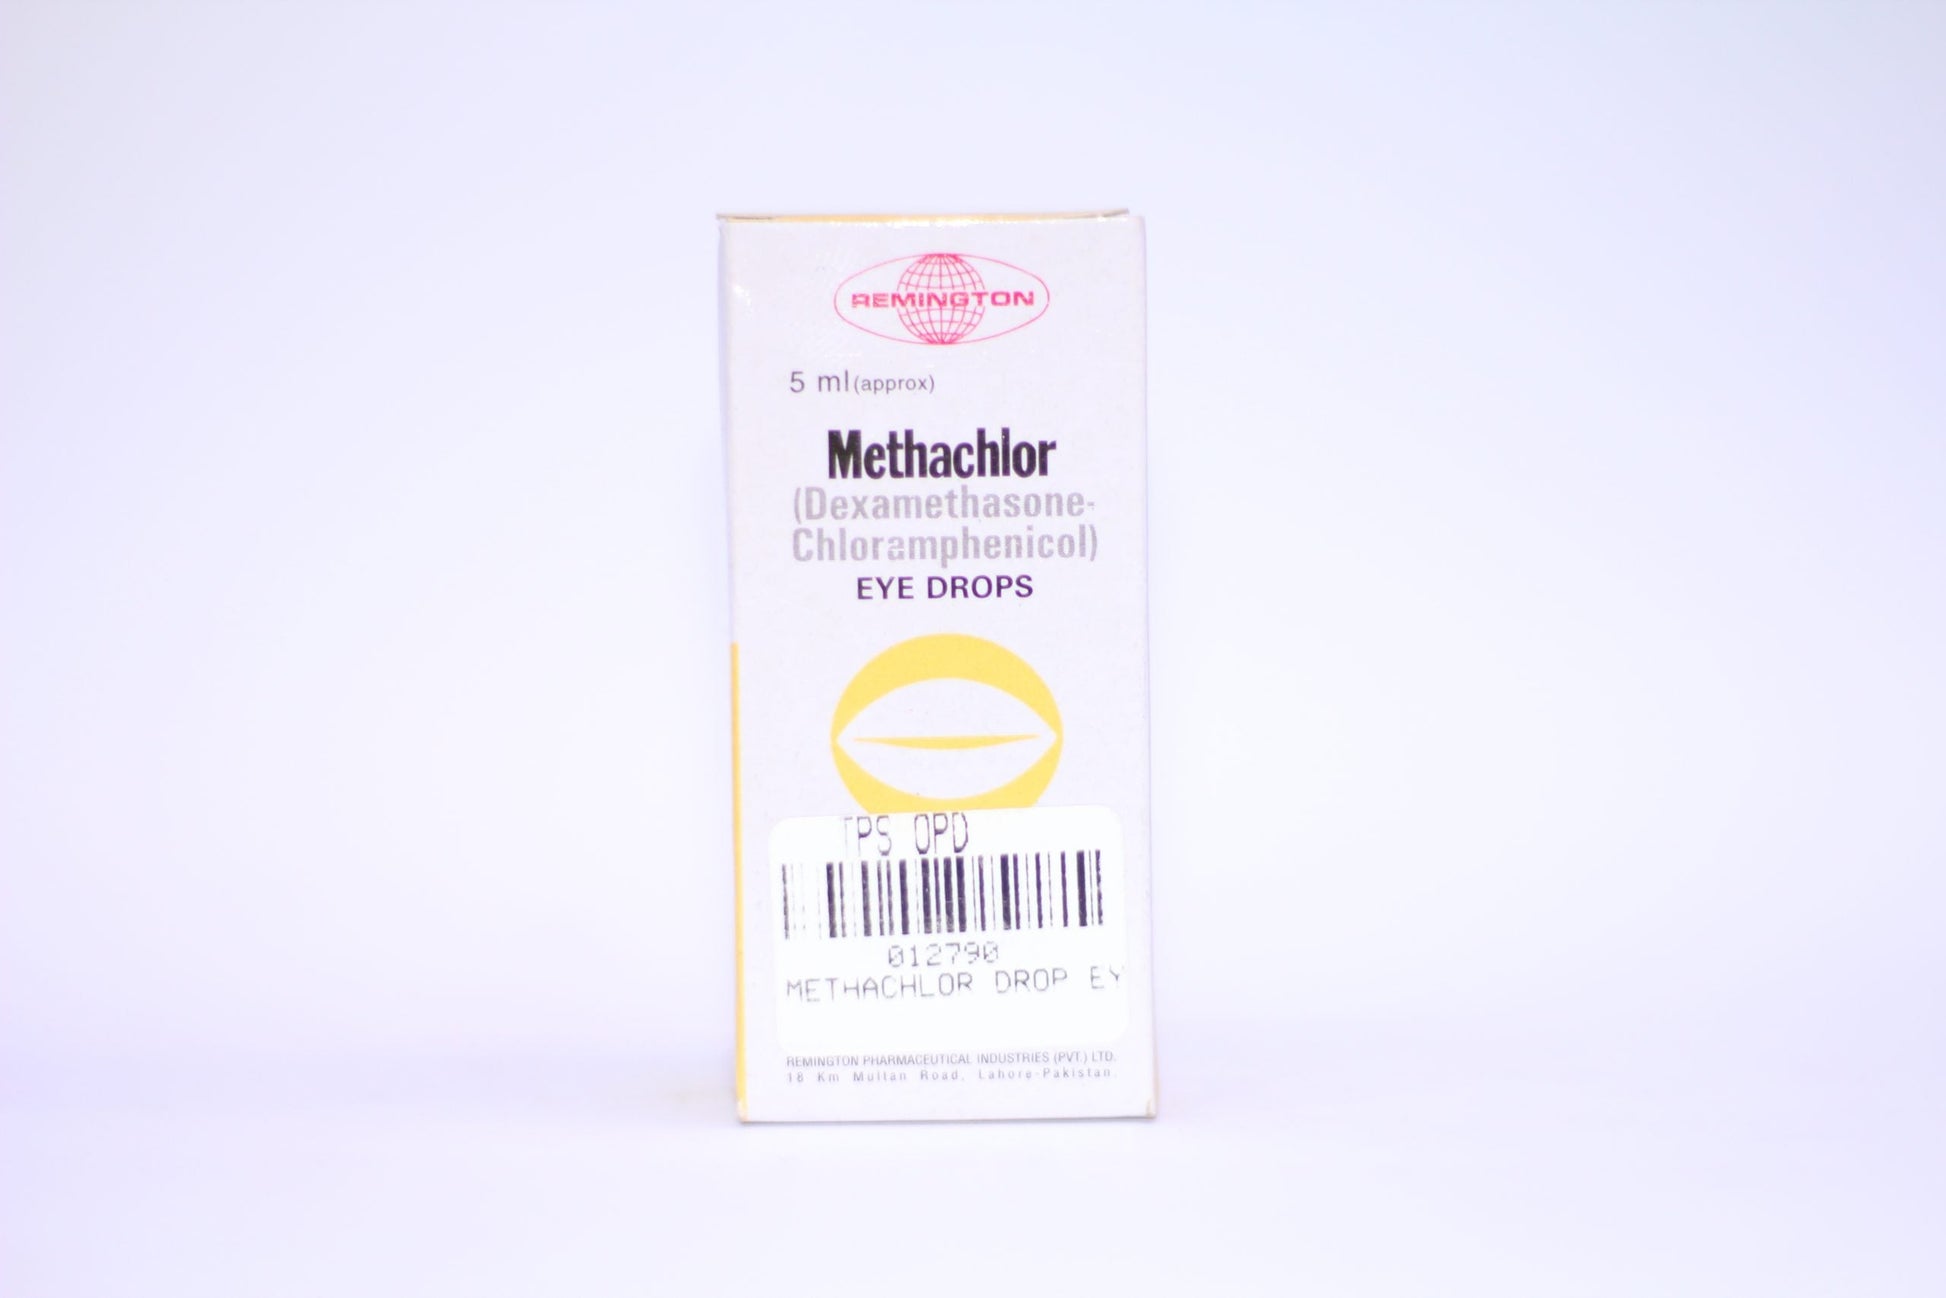 REMINGTON
5 ml (approx)
Methachlor
(Dexamethasone-
Chloramphenicol)
EYE DROPS
TPS OPD
012790
METHACHLOR DROP EY
REMINGTON PHARMACEUTICAL INDUSTRIES (PVT.) LTD.
18 Km Multan Road, Lahore-Pakistan.